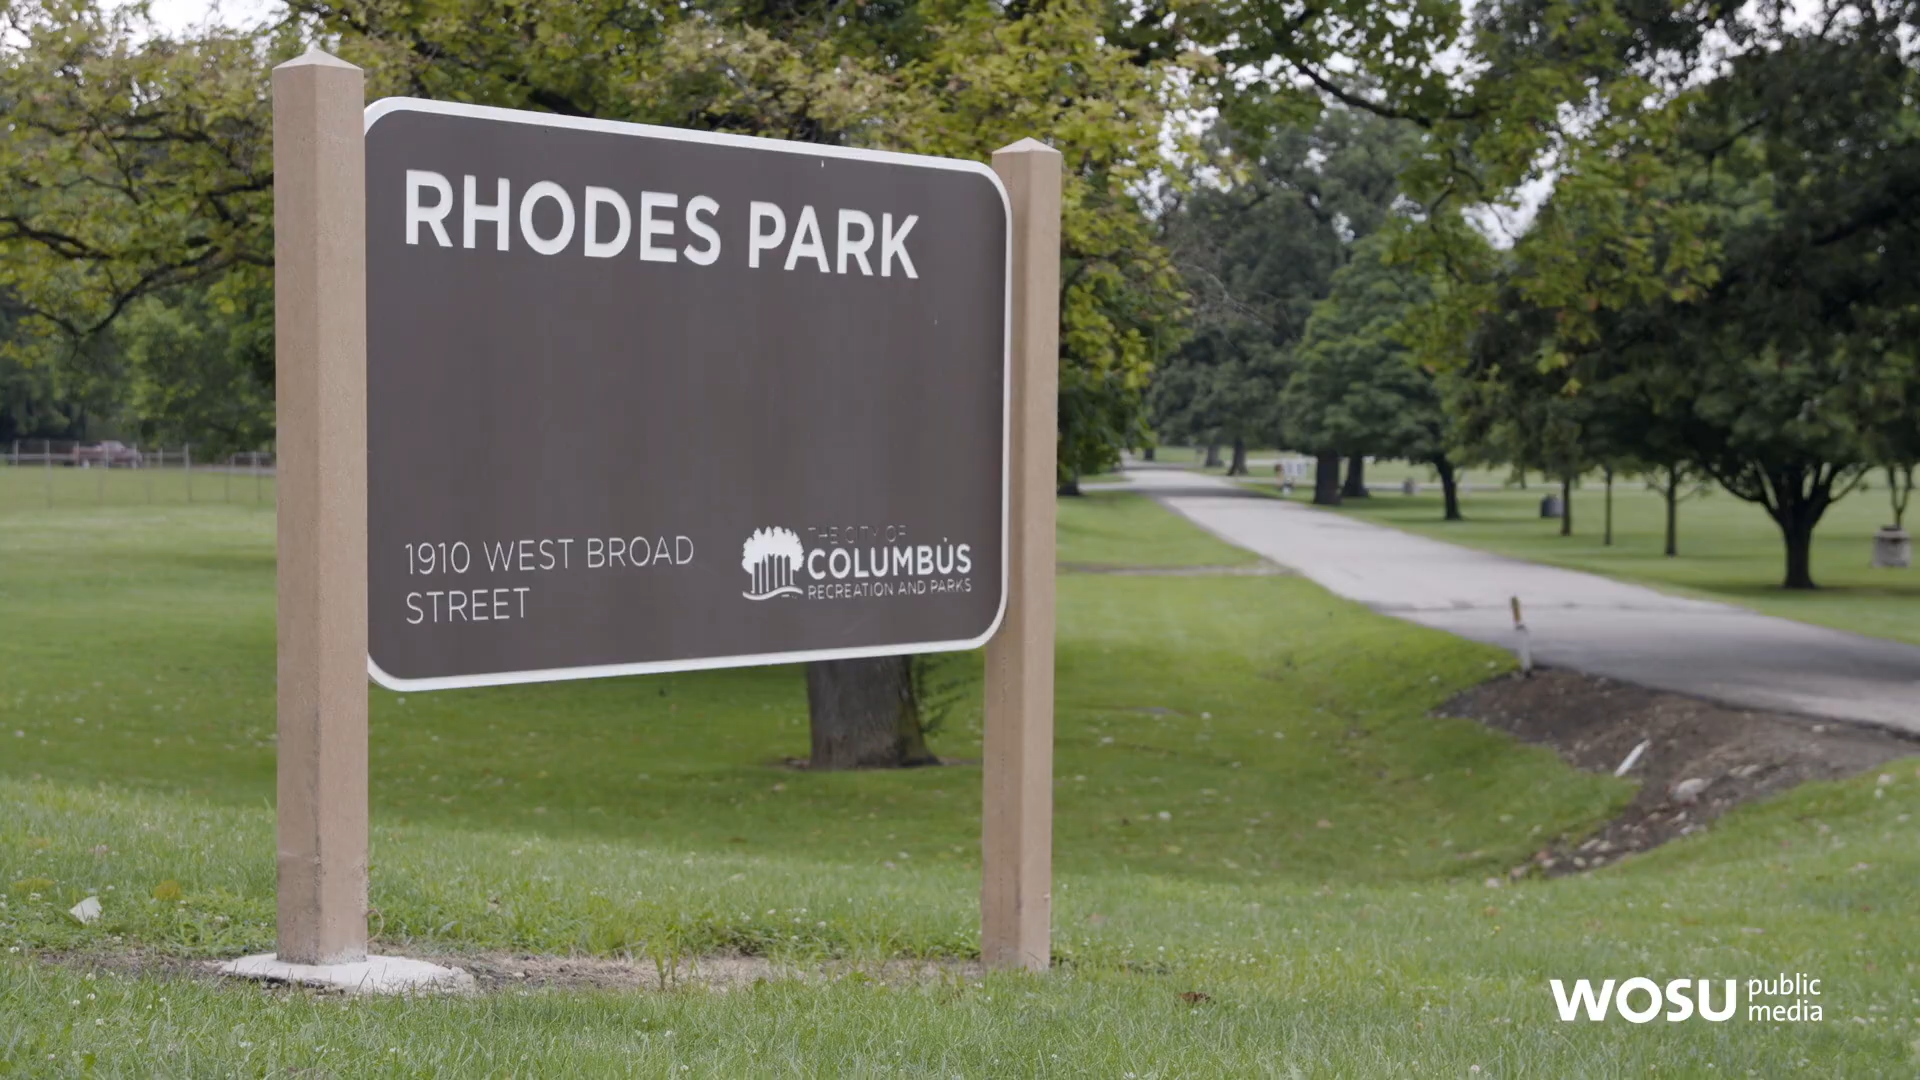 RHODES PARK
1910 WEST BROAD
STREET
THE CITY OF
COLUMBUS
RECREATION AND PARKS
WOSU public
media